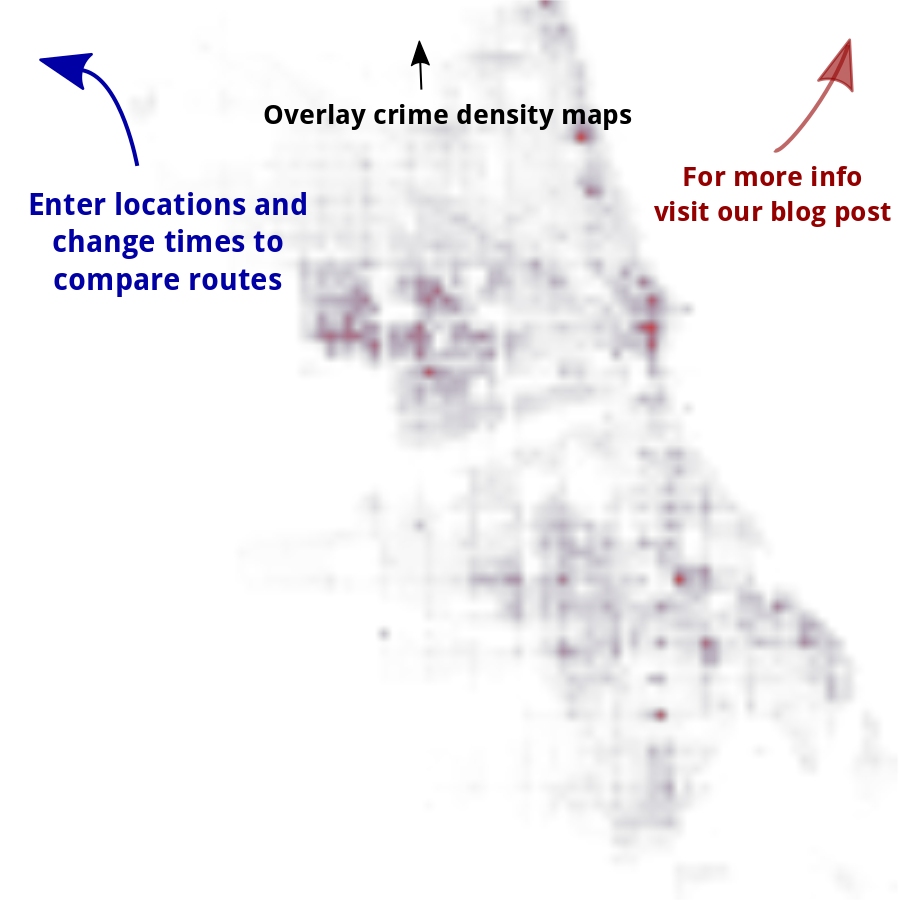 Overlay crime density maps
Enter locations and
change times to
compare routes
For more info
visit our blog post